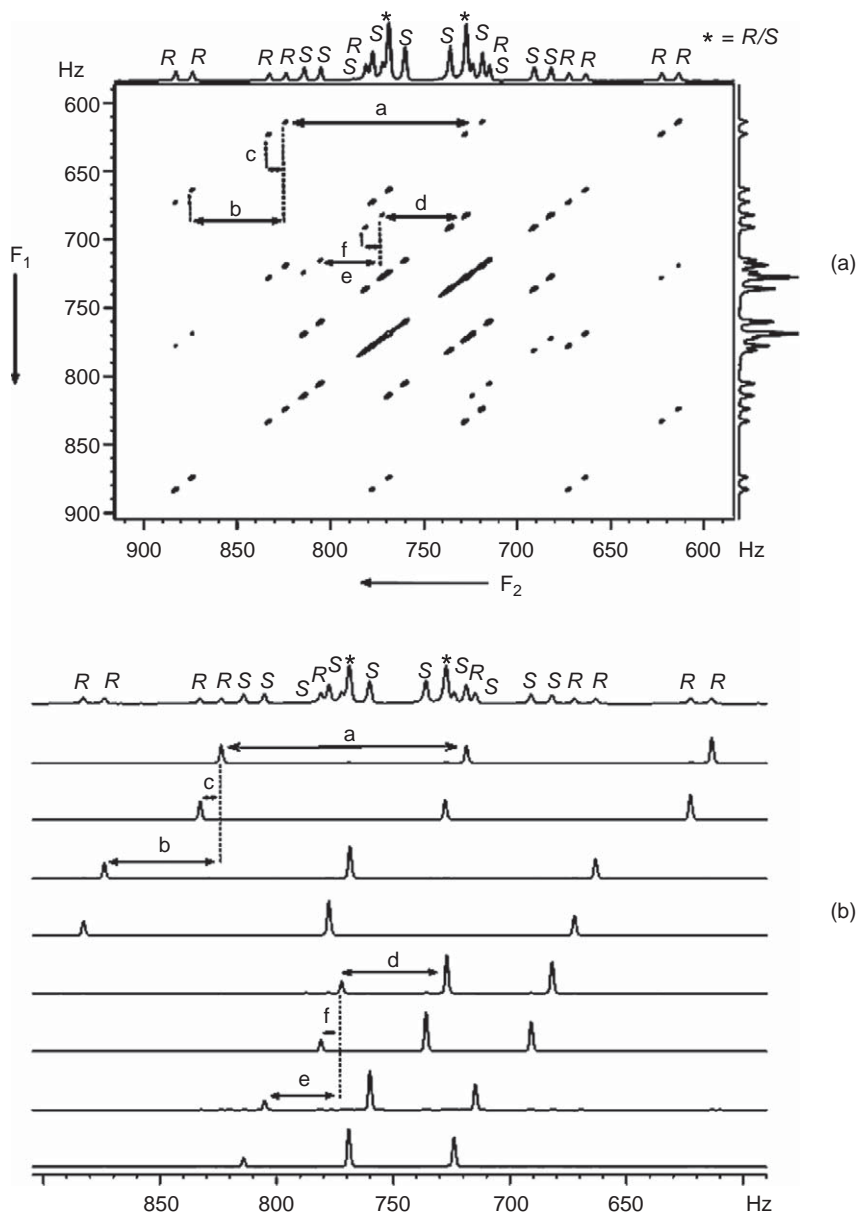 * = R/S
* S * S
S S S S R
R R R R S S R S S S S R R R R
Hz
600
650
700
750
800
850
900
F1
a
c
b
d
f
e
(a)
900 850 800 750 700 650 600 Hz
F2
* *
R R R R S S S R S S S S R S S S R R R R
a
c
b
d
f
e
(b)
850 800 750 700 650 Hz